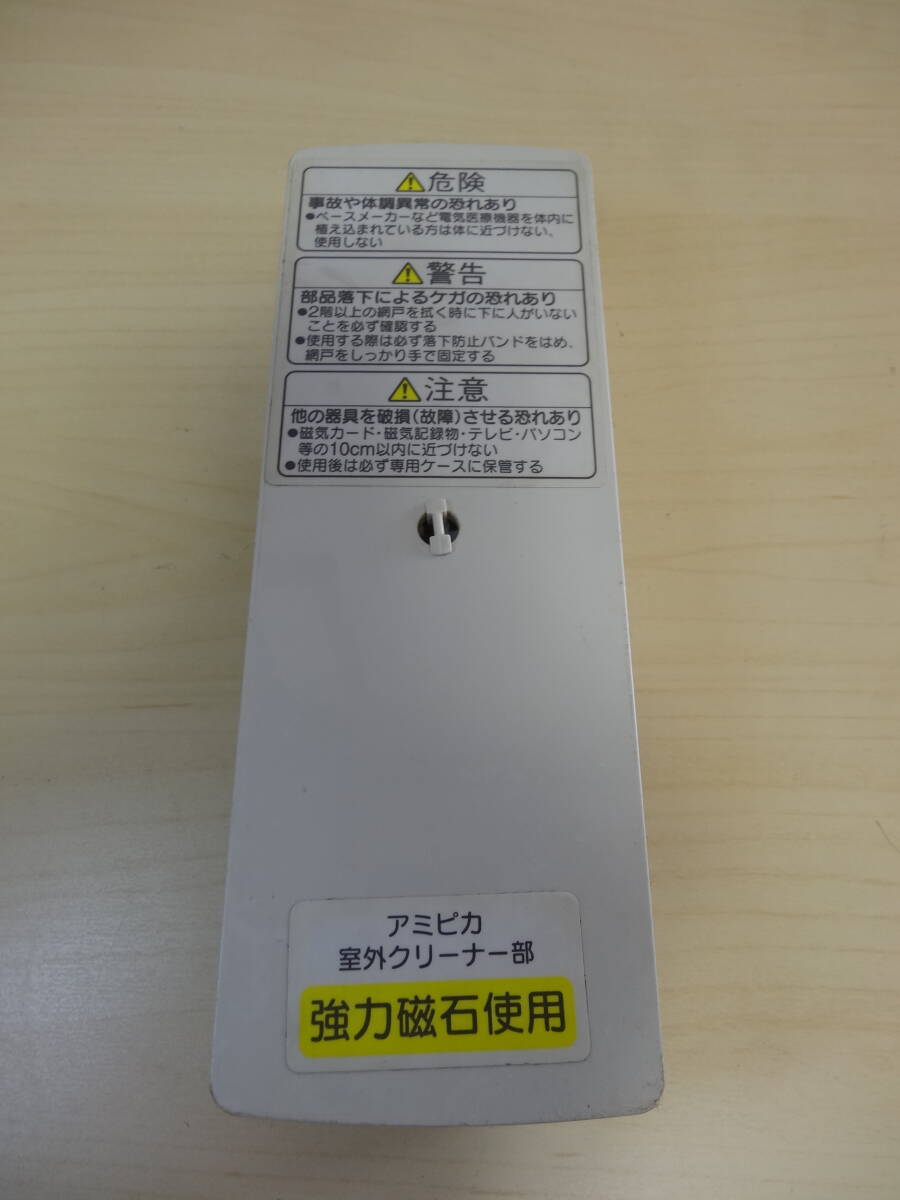 危険
事故や体調異常の恐れあり
●ペースメーカーなど電気医療機器を体内に
植え込まれている方は体に近づけない、
使用しない
警告
部品落下によるケガの恐れあり
●2階以上の網戸を拭く時に下に人がいない
ことを必ず確認する
●使用する際は必ず落下防止バンドをはめ、
網戸をしっかり手で固定する
注意
他の器具を破損(故障)させる恐れあり
●磁気カード・磁気記録物・テレビ・パソコン
等の10cm以内に近づけない
●使用後は必ず専用ケースに保管する
アミピカ
室外クリーナー部
強力磁石使用